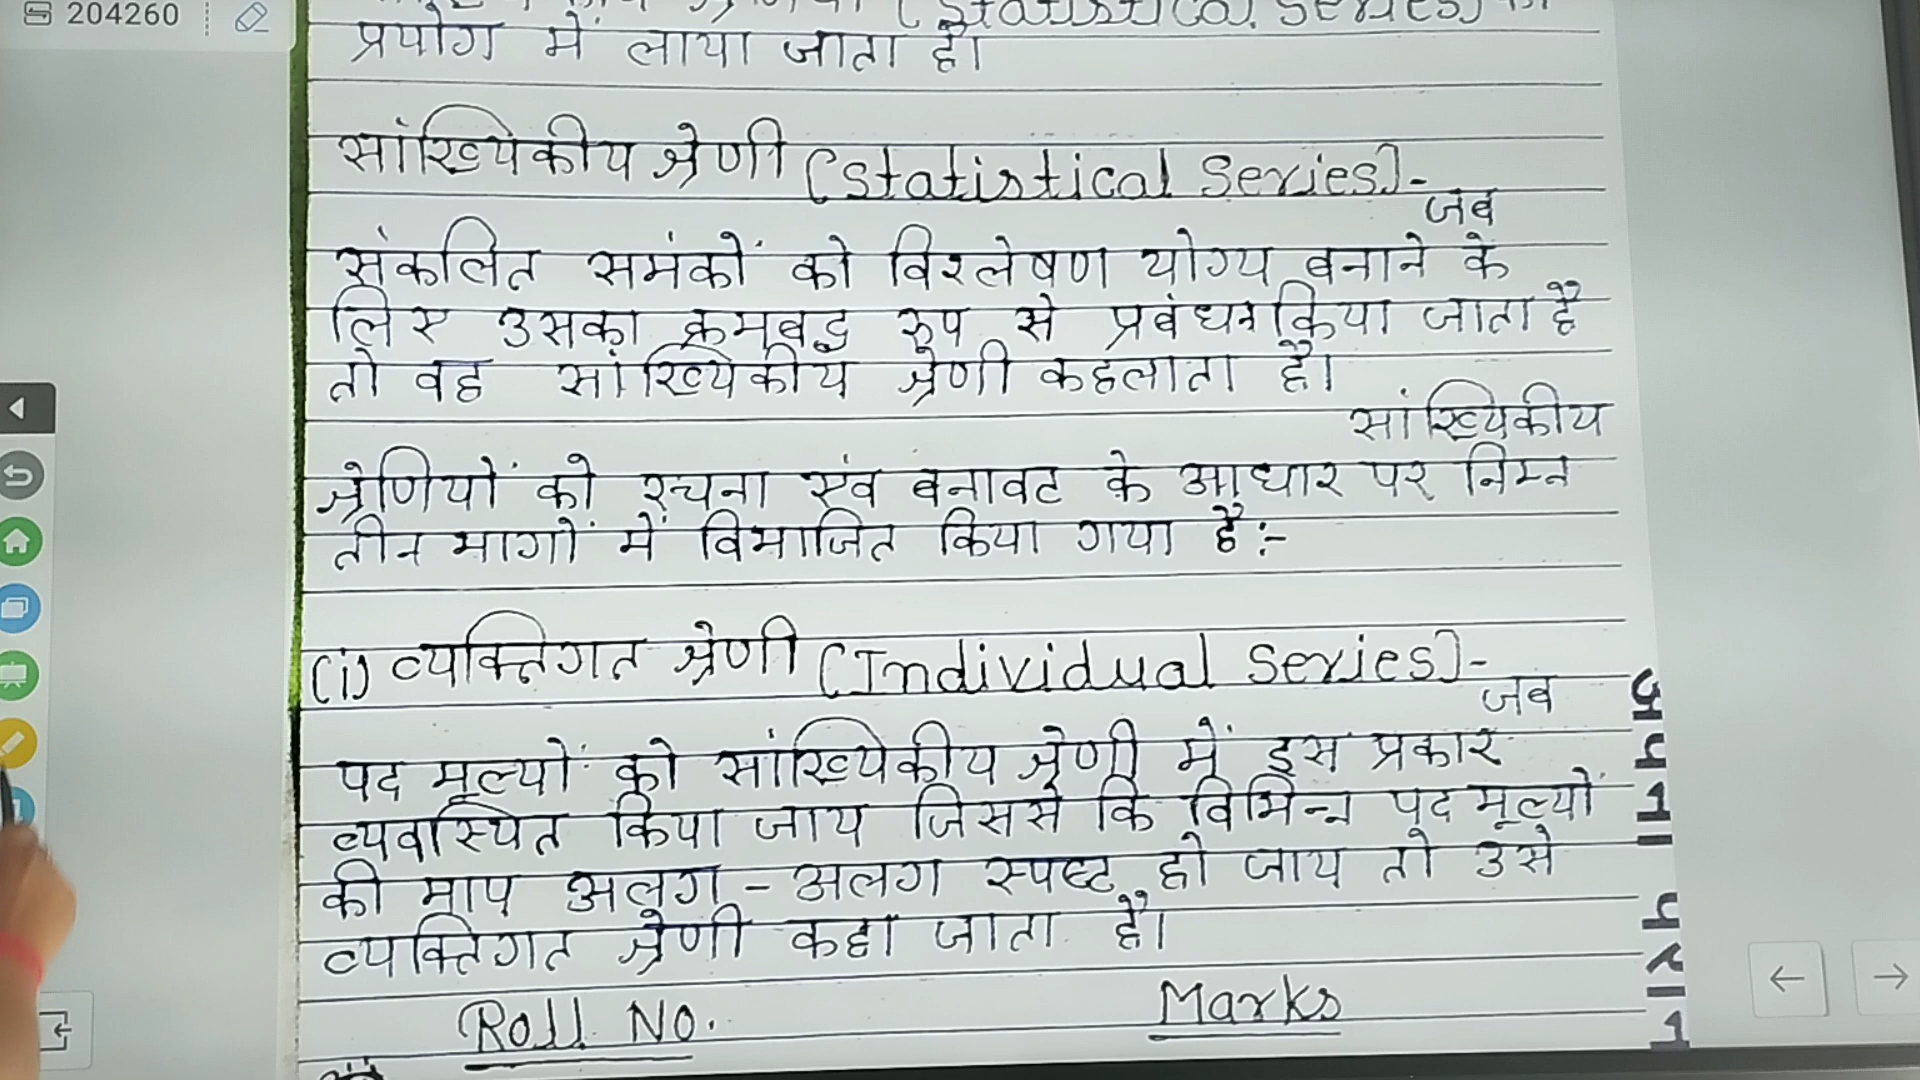 204260
(Statistical Series)
प्रयोग में लाया जाता है।
सांख्यिकीय श्रेणी (Statistical Series)-
जब
संकलित समंकों को विश्लेषण योग्य बनाने के
लिए उसका क्रमबद्ध रूप से प्रबंधन किया जाता है
तो वह सांख्यिकीय श्रेणी कहलाता है।
सांख्यिकीय
श्रेणियों को रचना एंव बनावट के आधार पर निम्न
तीन भागों में विभाजित किया गया है:-
(i) व्यक्तिगत श्रेणी (Individual Series)-
जब
पद मूल्यों को सांख्यिकीय श्रेणी में इस प्रकार
व्यवस्थित किया जाय जिससे कि विभिन्न पद मूल्यों
की माप अलग - अलग स्पष्ट हो जाय तो उसे
व्यक्तिगत श्रेणी कहा जाता है।
Roll No. Marks